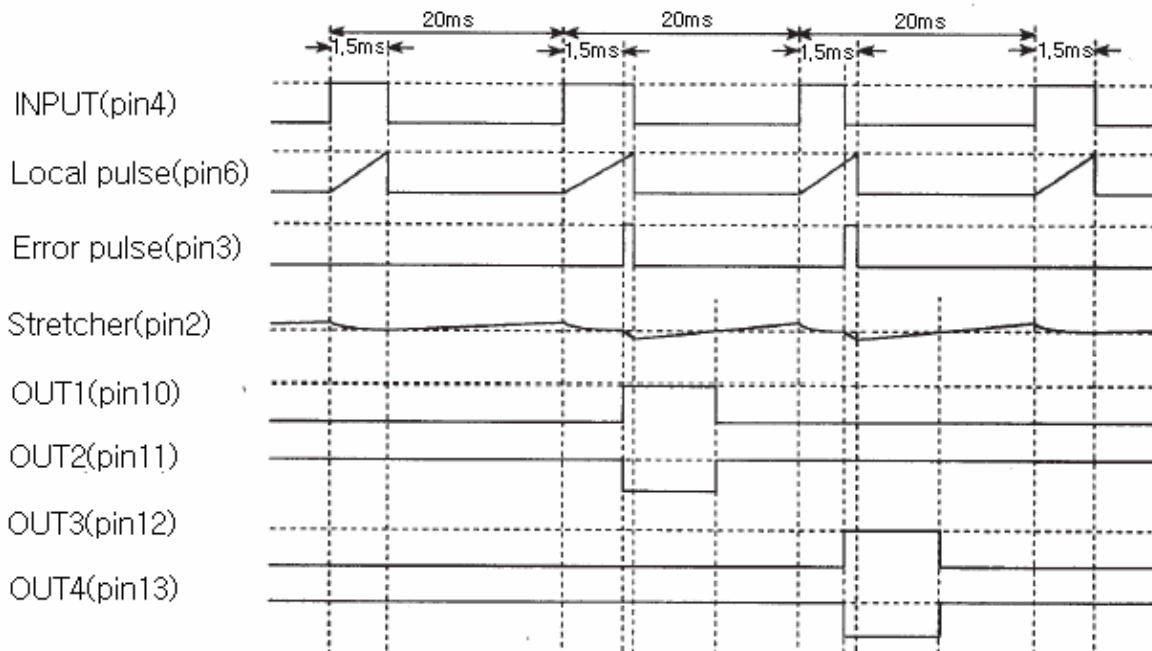 20ms 20ms 20ms
1,5ms 1,5ms 1,5ms 1,5ms
INPUT(pin4)
Local pulse(pin6)
Error pulse(pin3)
Stretcher(pin2)
OUT1(pin10)
OUT2(pin11)
OUT3(pin12)
OUT4(pin13)